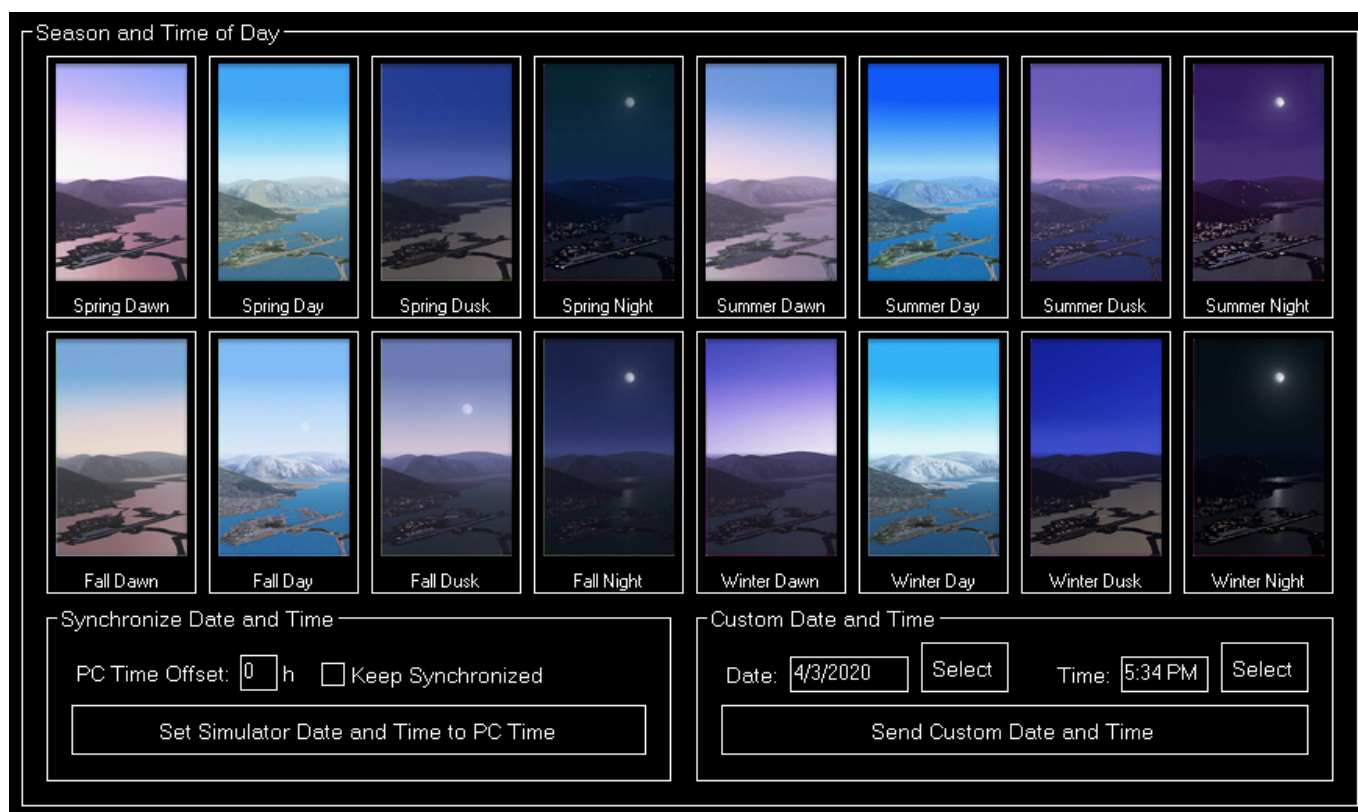 Season and Time of Day
Spring Dawn
Spring Day
Spring Dusk
Spring Night
Summer Dawn
Summer Day
Summer Dusk
Summer Night
Fall Dawn
Fall Day
Fall Dusk
Fall Night
Winter Dawn
Winter Day
Winter Dusk
Winter Night
Synchronize Date and Time
PC Time Offset: 0 h Keep Synchronized
Set Simulator Date and Time to PC Time
Custom Date and Time
Date: 4/3/2020 Select Time: 5:34 PM Select
Send Custom Date and Time